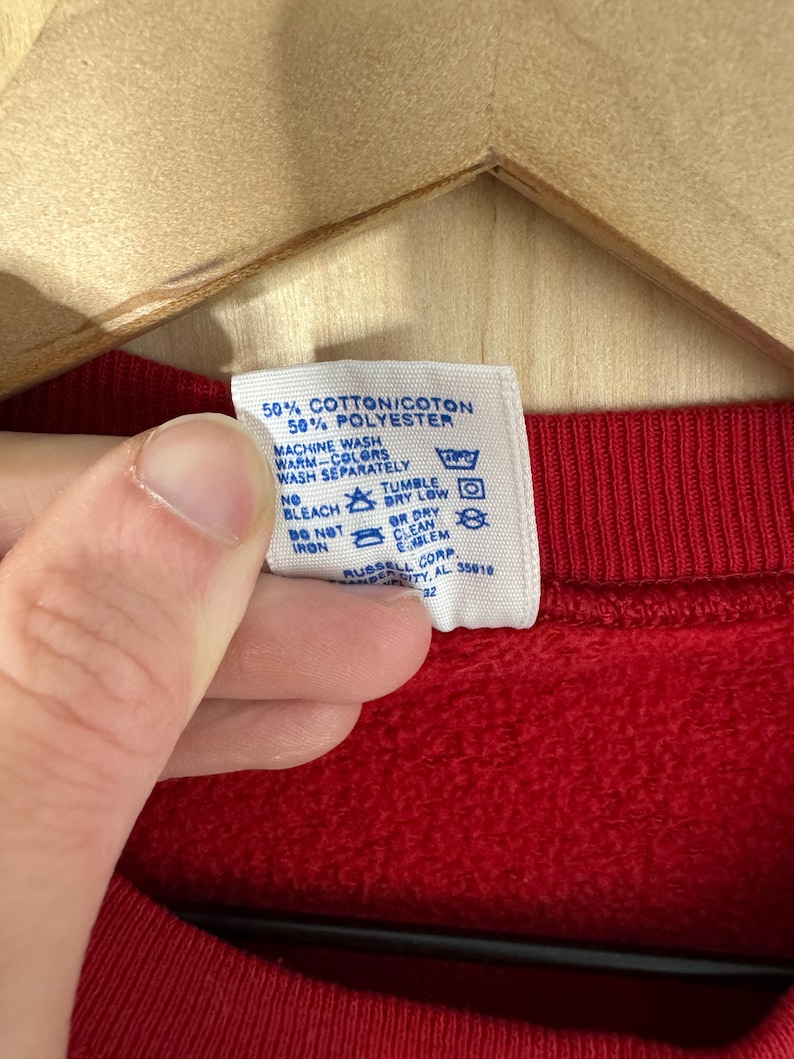 50% COTTON/COTON
50% POLYESTER
MACHINE WASH
WARM-COLORS
WASH SEPARATELY
NO
BLEACH
TUMBLE
DRY LOW
DO NOT
IRON
OR DRY
CLEAN
EMBLEM
RUSSELL CORP.
CITY, AL 35010